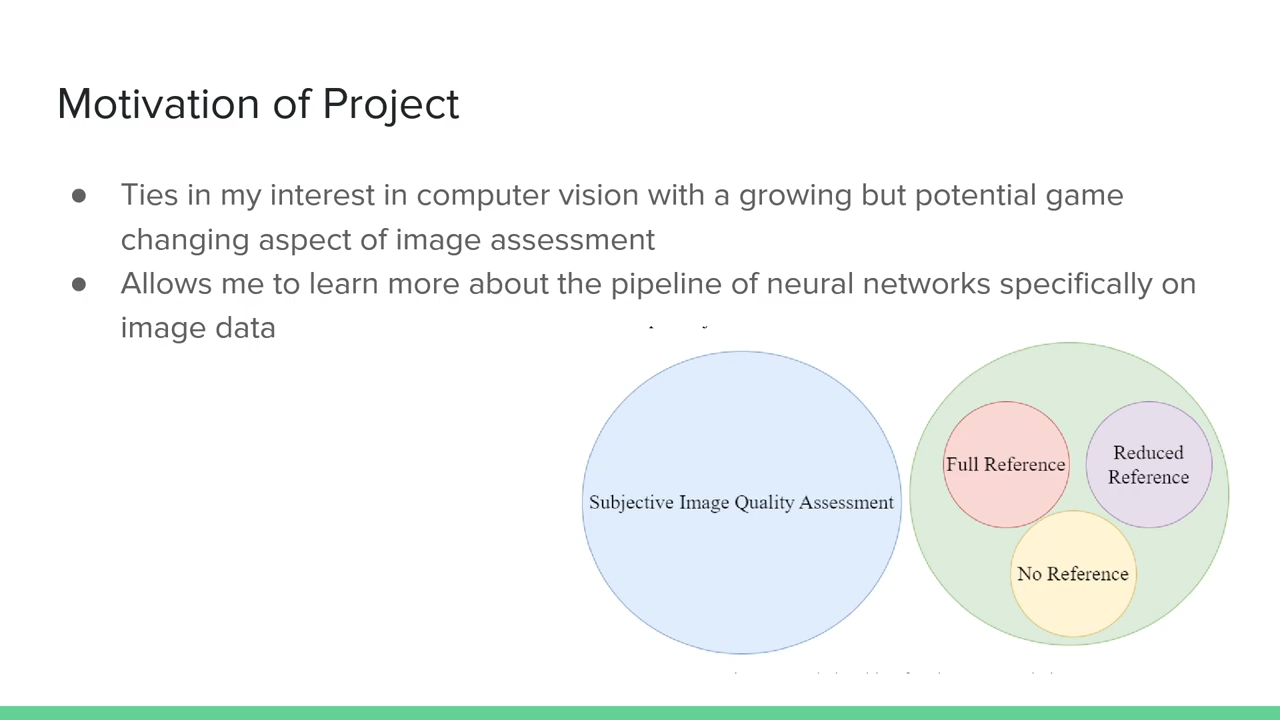 Motivation of Project
● Ties in my interest in computer vision with a growing but potential game
changing aspect of image assessment
● Allows me to learn more about the pipeline of neural networks specifically on
image data
Subjective Image Quality Assessment
Full Reference
Reduced
Reference
No Reference